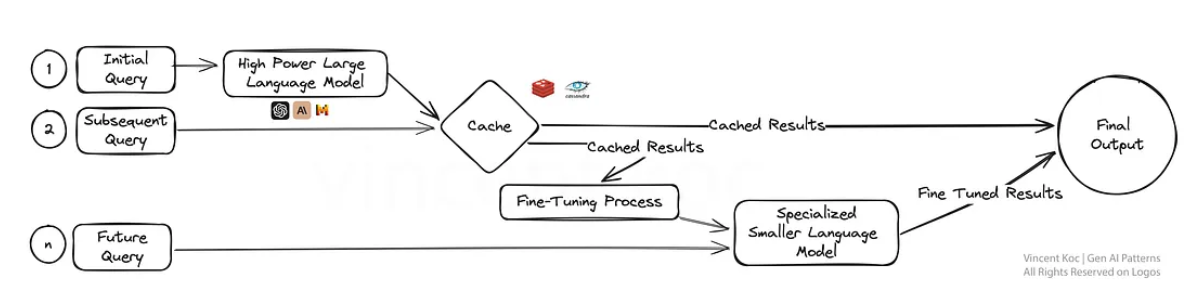 1
Initial
Query
High Power Large
Language Model
AI
cassandra
2
Subsequent
Query
Cache
Cached Results
Final
Output
Cached Results
Fine-Tuning Process
Fine Tuned Results
Specialized
Smaller Language
Model
n
Future
Query
Vincent Koc | Gen AI Patterns
All Rights Reserved on Logos